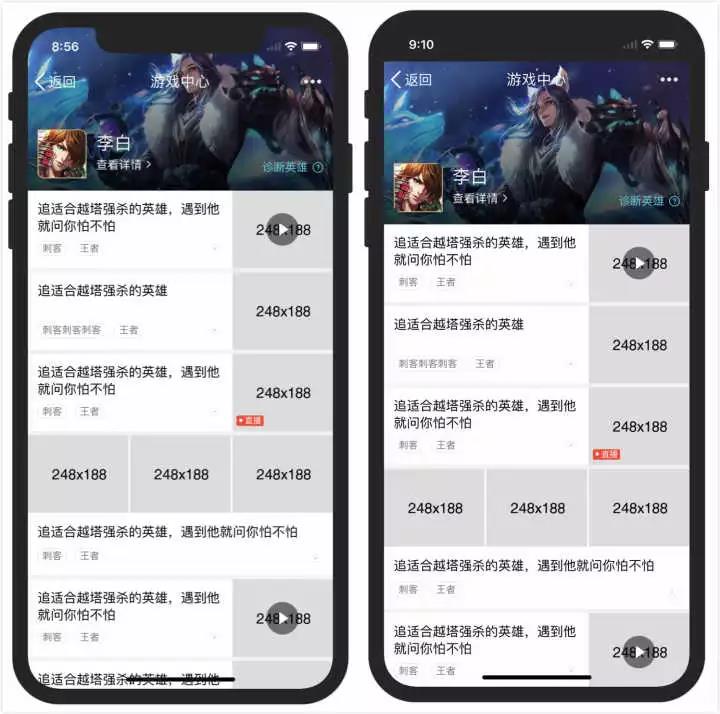 8:56
返回
游戏中心
李白
查看详情
诊断英雄
追适合越塔强杀的英雄，遇到他
就问你怕不怕
刺客 王者
248x188
追适合越塔强杀的英雄
刺客刺客刺客 王者
248x188
追适合越塔强杀的英雄，遇到他
就问你怕不怕
刺客 王者
248x188
直播
248x188 248x188 248x188
追适合越塔强杀的英雄，遇到他就问你怕不怕
刺客 王者
追适合越塔强杀的英雄，遇到他
就问你怕不怕
刺客 王者
248x188
追适合越塔强杀的英雄，遇到他
9:10
返回
游戏中心
李白
查看详情
诊断英雄
追适合越塔强杀的英雄，遇到他
就问你怕不怕
刺客 王者
248x188
追适合越塔强杀的英雄
刺客刺客刺客 王者
248x188
追适合越塔强杀的英雄，遇到他
就问你怕不怕
刺客 王者
248x188
直播
248x188 248x188 248x188
追适合越塔强杀的英雄，遇到他就问你怕不怕
刺客 王者
追适合越塔强杀的英雄，遇到他
就问你怕不怕
刺客 王者
248x188